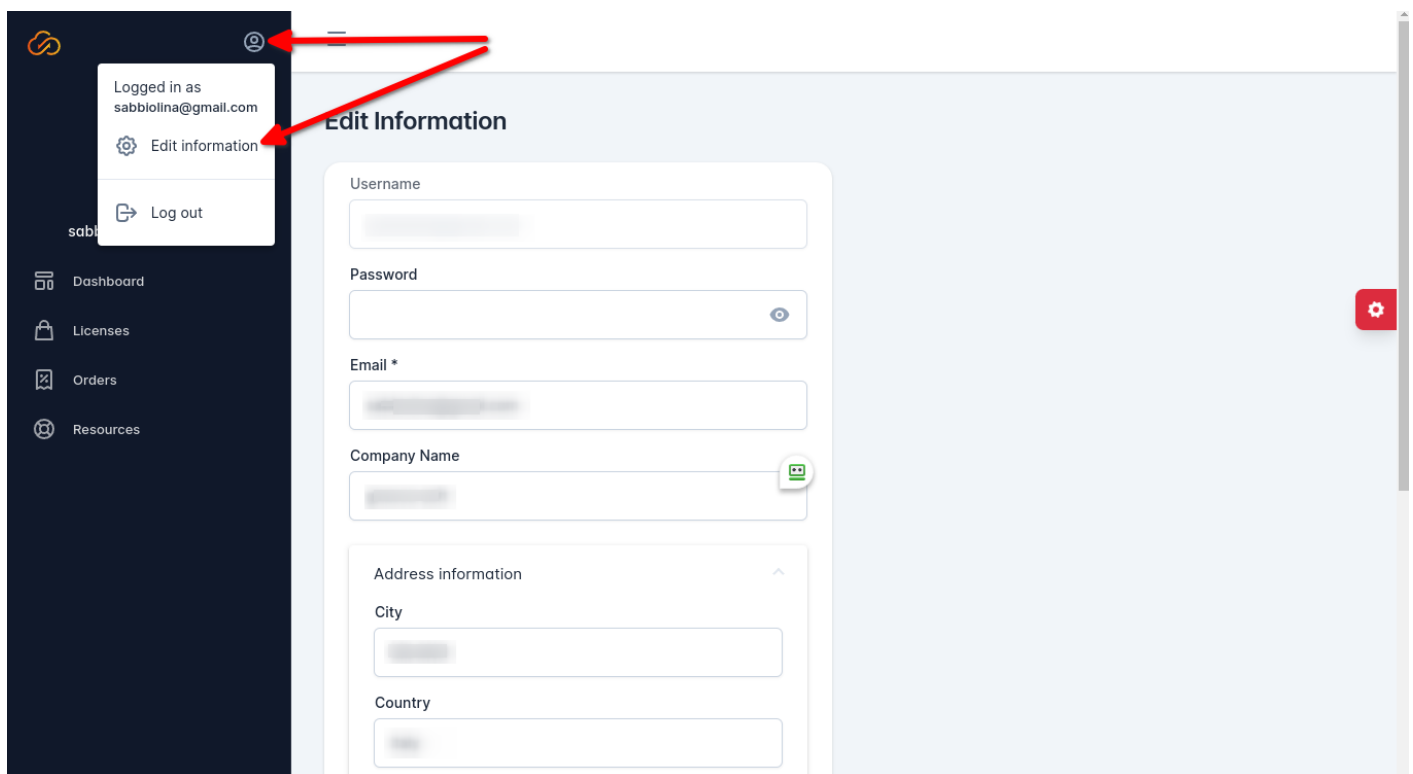 Logged in as
sabbiolina@gmail.com
Edit information
Log out
sabb
Dashboard
Licenses
Orders
Resources
Edit Information
Username
Password
Email *
Company Name
Address information
City
Country